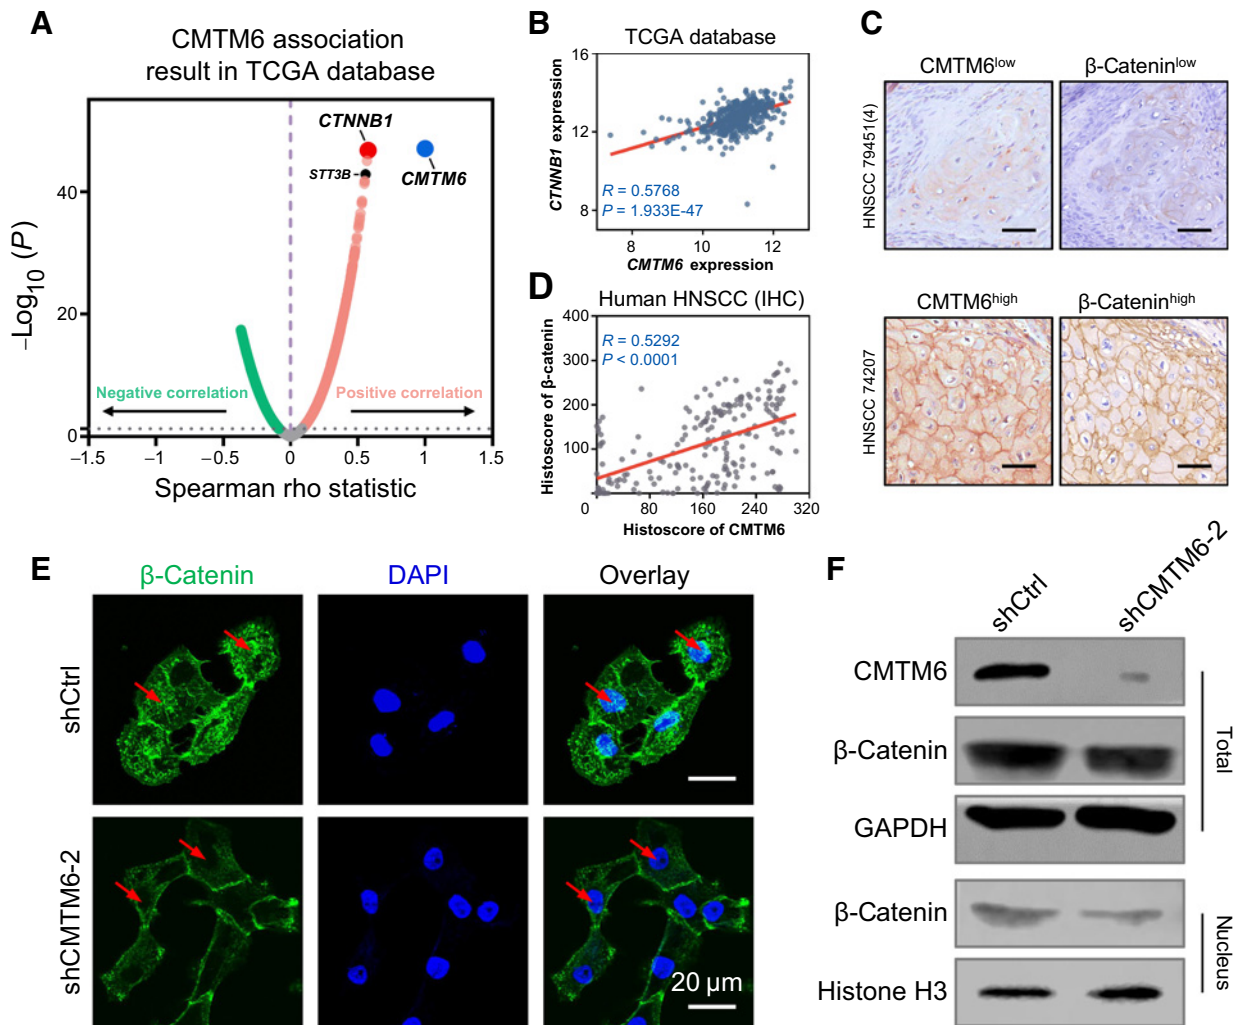 A
CMTM6 association
result in TCGA database
CTNNB1
STT3B
CMTM6
Negative correlation
Positive correlation
−Log10 (P)
40
20
0
−1.5
−1
−0.5
0
0.5
1
1.5
Spearman rho statistic
B
TCGA database
CTNNB1 expression
16
12
8
R = 0.5768
P = 1.933E-47
8
10
12
CMTM6 expression
C
CMTM6low
β-Cateninlow
HNSCC 79451(4)
CMTM6high
β-Cateninhigh
HNSCC 74207
D
Human HNSCC (IHC)
Histoscore of β-catenin
400
300
200
100
R = 0.5292
P < 0.0001
0
80
160
240
320
Histoscore of CMTM6
E
β-Catenin
DAPI
Overlay
shCtrl
shCMTM6-2
20 μm
F
shCtrl
shCMTM6-2
CMTM6
β-Catenin
GAPDH
Total
β-Catenin
Histone H3
Nucleus